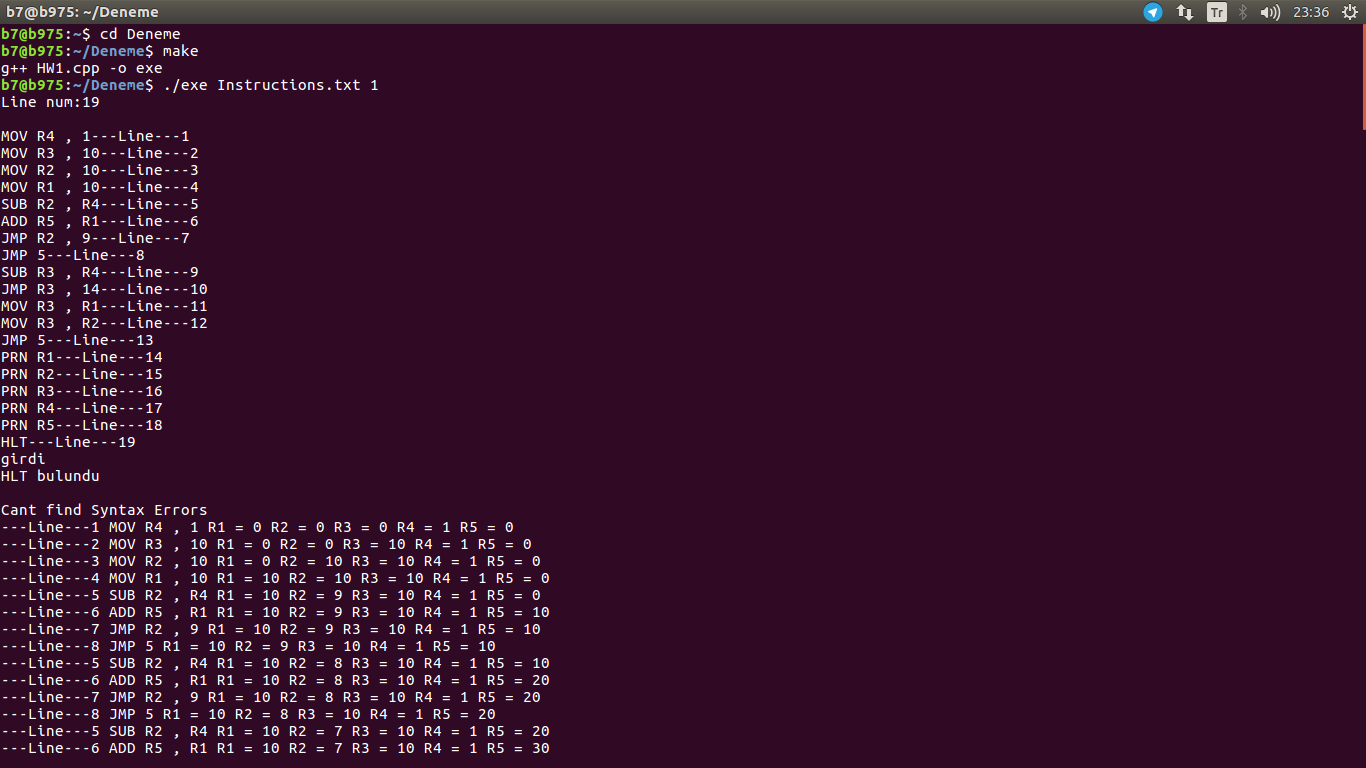 b7@b975: ~/Deneme
Tr
23:36
b7@b975:~$ cd Deneme
b7@b975:~/Deneme$ make
g++ HW1.cpp -o exe
b7@b975:~/Deneme$ ./exe Instructions.txt 1
Line num:19
MOV R4 , 1---Line---1
MOV R3 , 10---Line---2
MOV R2 , 10---Line---3
MOV R1 , 10---Line---4
SUB R2 , R4---Line---5
ADD R5 , R1---Line---6
JMP R2 , 9---Line---7
JMP 5---Line---8
SUB R3 , R4---Line---9
JMP R3 , 14---Line---10
MOV R3 , R1---Line---11
MOV R3 , R2---Line---12
JMP 5---Line---13
PRN R1---Line---14
PRN R2---Line---15
PRN R3---Line---16
PRN R4---Line---17
PRN R5---Line---18
HLT---Line---19
girdi
HLT bulundu
Cant find Syntax Errors
---Line---1 MOV R4 , 1 R1 = 0 R2 = 0 R3 = 0 R4 = 1 R5 = 0
---Line---2 MOV R3 , 10 R1 = 0 R2 = 0 R3 = 10 R4 = 1 R5 = 0
---Line---3 MOV R2 , 10 R1 = 0 R2 = 10 R3 = 10 R4 = 1 R5 = 0
---Line---4 MOV R1 , 10 R1 = 10 R2 = 10 R3 = 10 R4 = 1 R5 = 0
---Line---5 SUB R2 , R4 R1 = 10 R2 = 9 R3 = 10 R4 = 1 R5 = 0
---Line---6 ADD R5 , R1 R1 = 10 R2 = 9 R3 = 10 R4 = 1 R5 = 10
---Line---7 JMP R2 , 9 R1 = 10 R2 = 9 R3 = 10 R4 = 1 R5 = 10
---Line---8 JMP 5 R1 = 10 R2 = 9 R3 = 10 R4 = 1 R5 = 10
---Line---5 SUB R2 , R4 R1 = 10 R2 = 8 R3 = 10 R4 = 1 R5 = 10
---Line---6 ADD R5 , R1 R1 = 10 R2 = 8 R3 = 10 R4 = 1 R5 = 20
---Line---7 JMP R2 , 9 R1 = 10 R2 = 8 R3 = 10 R4 = 1 R5 = 20
---Line---8 JMP 5 R1 = 10 R2 = 8 R3 = 10 R4 = 1 R5 = 20
---Line---5 SUB R2 , R4 R1 = 10 R2 = 7 R3 = 10 R4 = 1 R5 = 20
---Line---6 ADD R5 , R1 R1 = 10 R2 = 7 R3 = 10 R4 = 1 R5 = 30